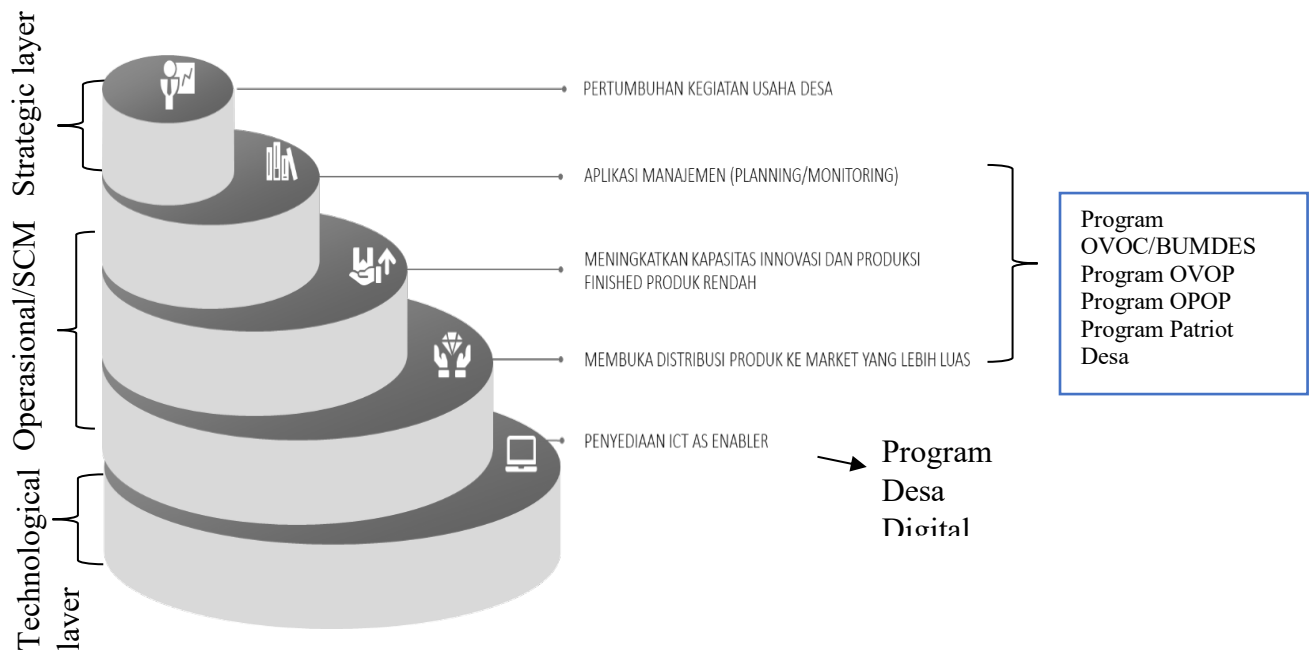 Strategic layer
Operasional/SCM
Technological
layer
PERTUMBUHAN KEGIATAN USAHA DESA
APLIKASI MANAJEMEN (PLANNING/MONITORING)
MENINGKATKAN KAPASITAS INNOVASI DAN PRODUKSI
FINISHED PRODUK RENDAH
MEMBUKA DISTRIBUSI PRODUK KE MARKET YANG LEBIH LUAS
PENYEDIAAN ICT AS ENABLER
Program
OVOC/BUMDES
Program OVOP
Program OPOP
Program Patriot
Desa
Program
Desa
Digital